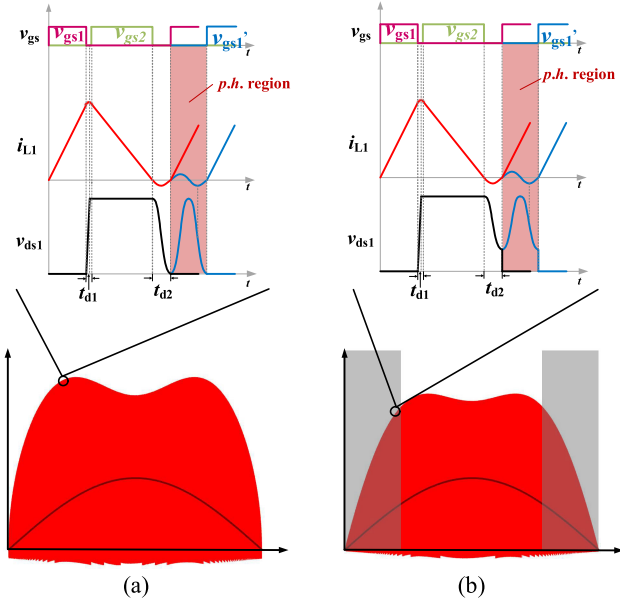 vgs vgs1 vgs2 vgs1' t
p.h. region
iL1 t
vds1 t
td1 td2
(a)
vgs vgs1 vgs2 vgs1' t
p.h. region
iL1 t
vds1 t
td1 td2
(b)